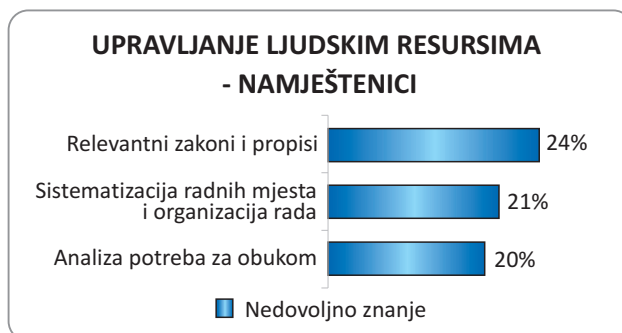 UPRAVLJANJE LJUDSKIM RESURSIMA
- NAMJEŠTENICI
Relevantni zakoni i propisi
24%
Sistematizacija radnih mjesta
i organizacija rada
21%
Analiza potreba za obukom
20%
Nedovoljno znanje